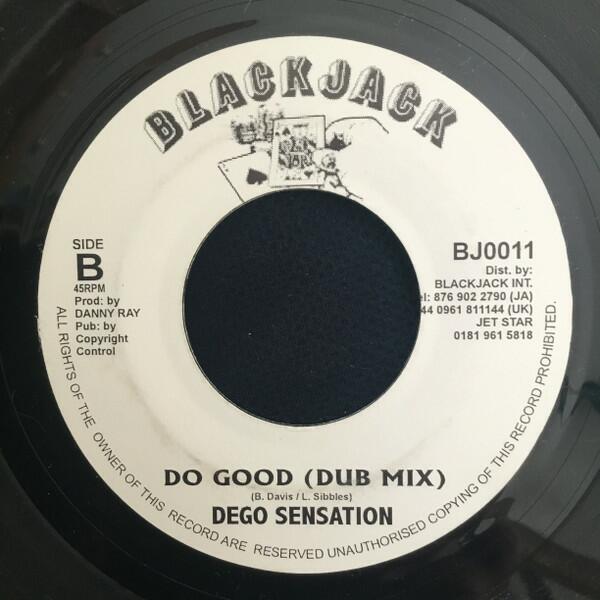 BLACKJACK
SIDE
B
45RPM
Prod: by
DANNY RAY
Pub: by
Copyright
Control
BJ0011
Dist. by:
BLACKJACK INT.
el: 876 902 2790 (JA)
44 0961 811144 (UK)
JET STAR
0181 961 5818
DO GOOD (DUB MIX)
(B. Davis / L. Sibbles)
DEGO SENSATION
ALL RIGHTS OF THE OWNER OF THIS RECORD ARE RESERVED UNAUTHORISED COPYING OF THIS RECORD PROHIBITED.